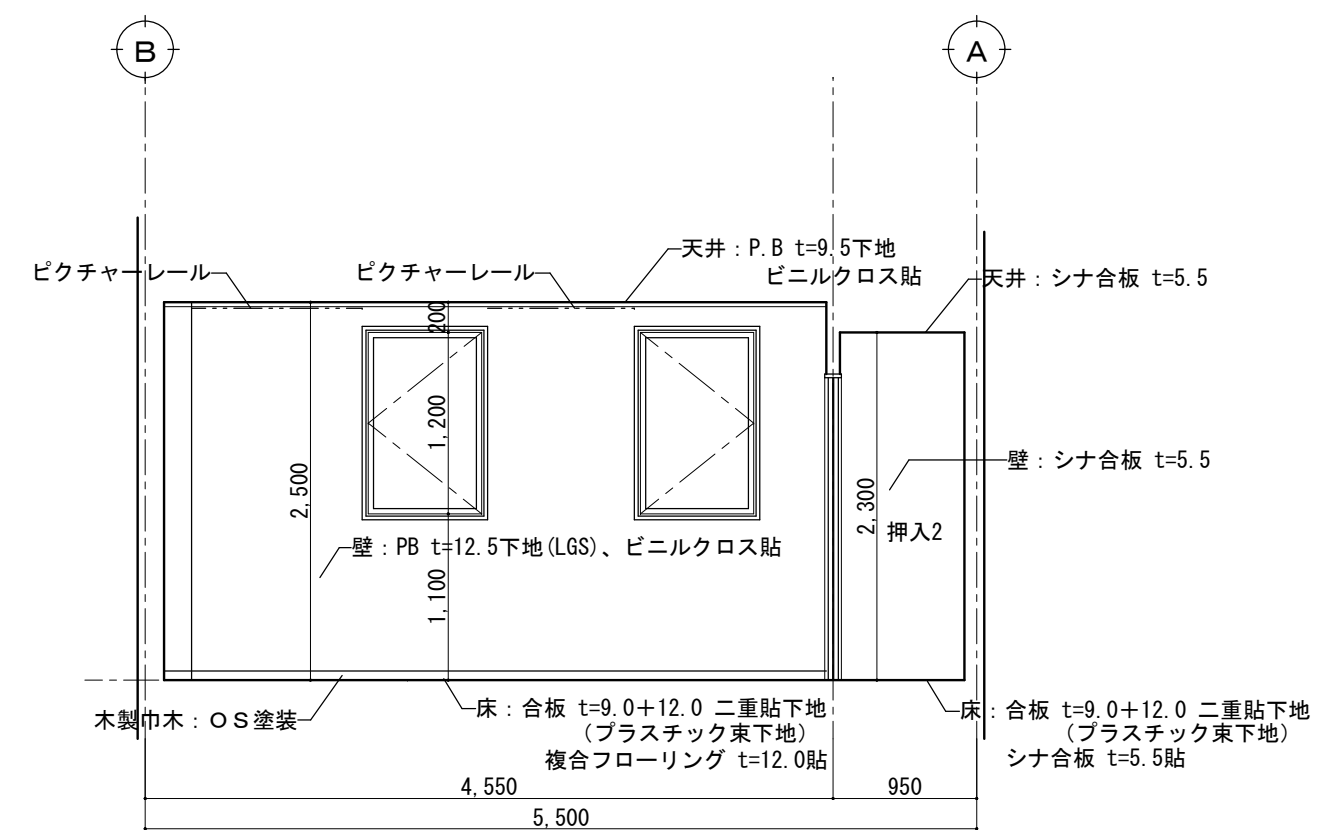 B
A
天井：P.B t=9.5下地
ビニルクロス貼
ピクチャーレール
ピクチャーレール
天井：シナ合板 t=5.5
200
1,200
2,500
壁：シナ合板 t=5.5
2,300
押入2
壁：PB t=12.5下地(LGS)、ビニルクロス貼
1,100
木製巾木：ＯＳ塗装
床：合板 t=9.0＋12.0 二重貼下地
（プラスチック束下地）
複合フローリング t=12.0貼
床：合板 t=9.0＋12.0 二重貼下地
（プラスチック束下地）
シナ合板 t=5.5貼
4,550
950
5,500